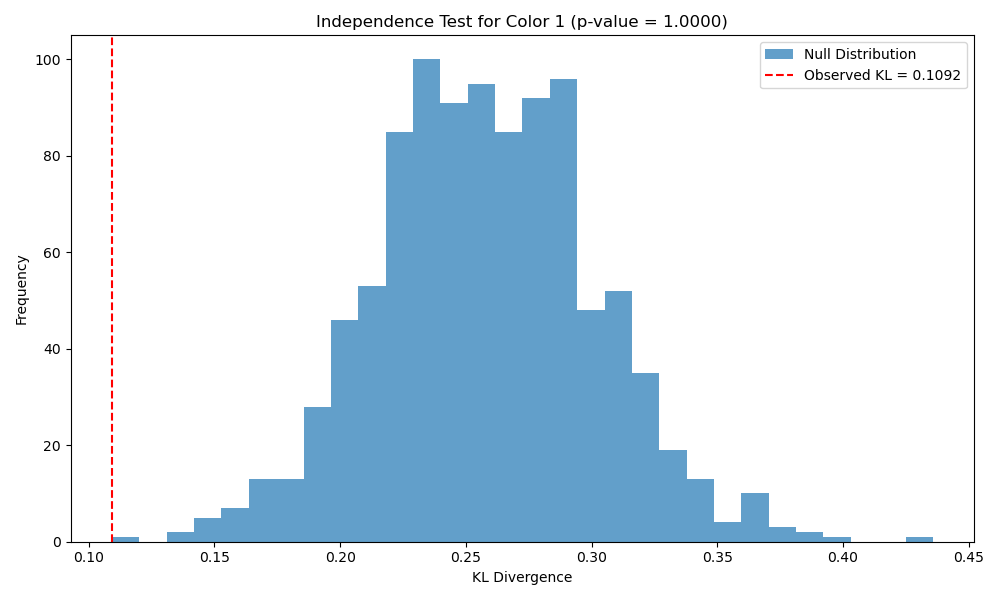 Independence Test for Color 1 (p-value = 1.0000)
Null Distribution
Observed KL = 0.1092
Frequency
100
80
60
40
20
0
0.10 0.15 0.20 0.25 0.30 0.35 0.40 0.45
KL Divergence